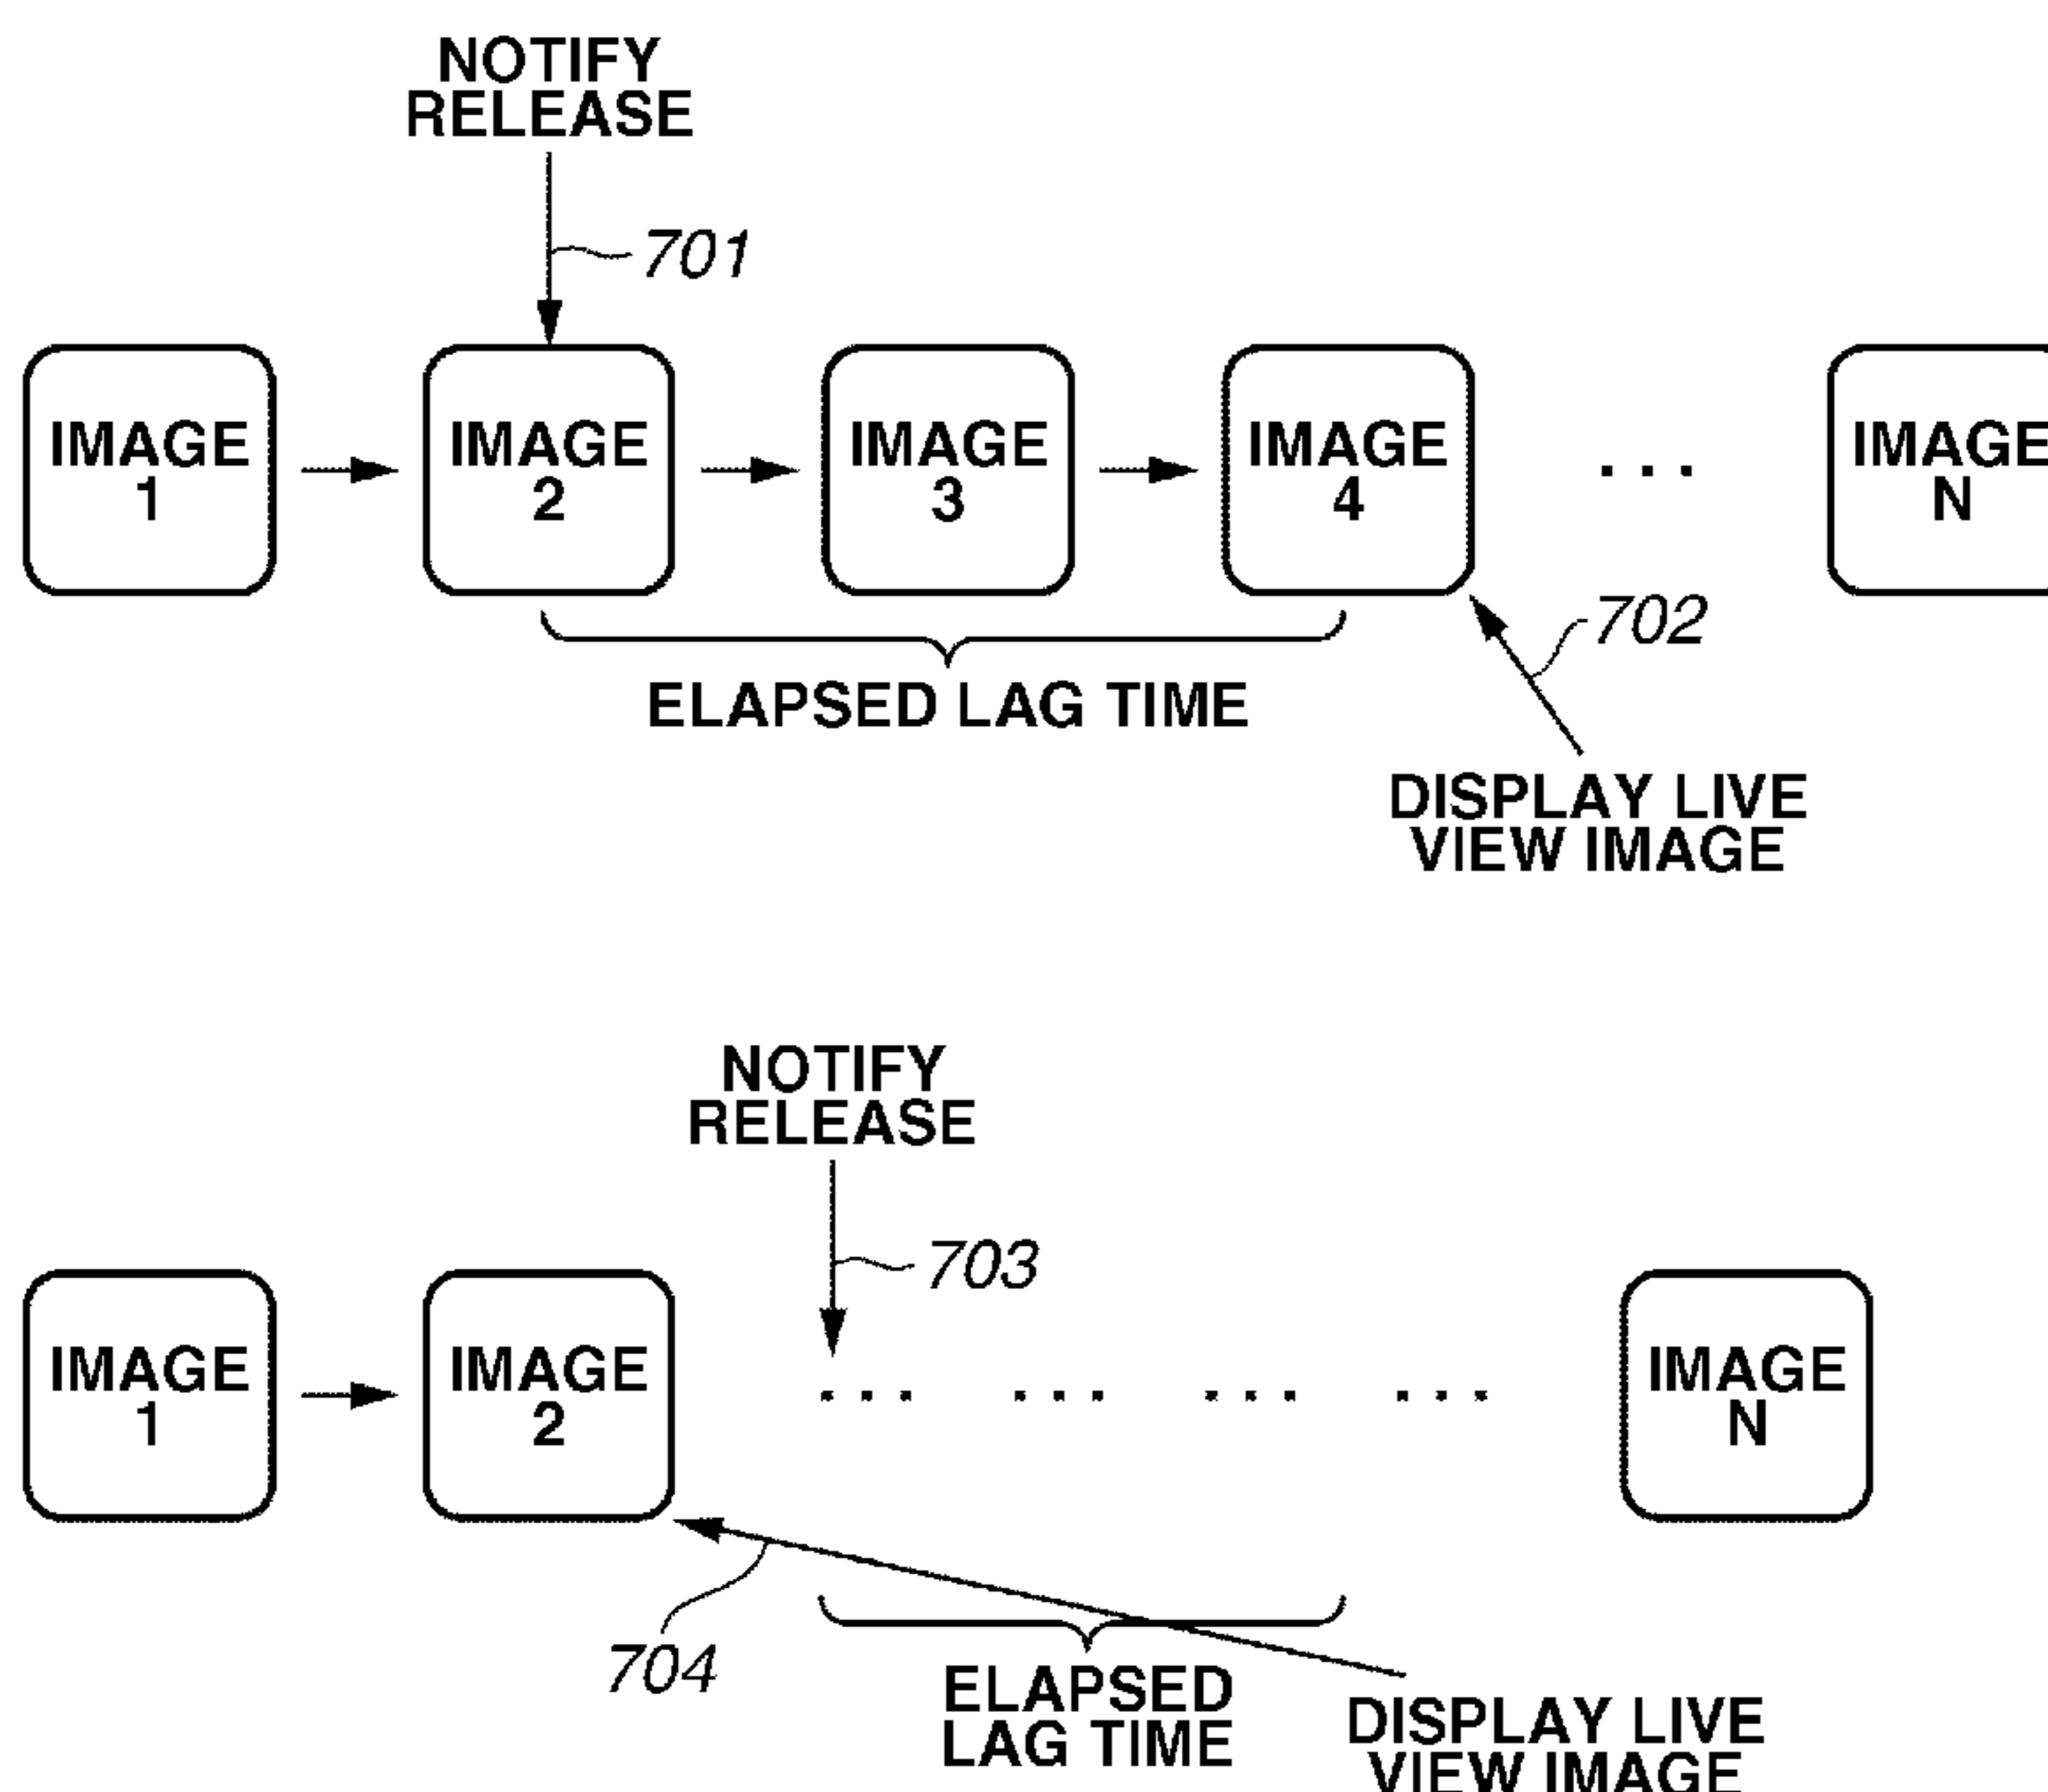 NOTIFY
RELEASE
701
IMAGE
1
IMAGE
2
IMAGE
3
IMAGE
4
. . .
IMAGE
N
702
ELAPSED LAG TIME
DISPLAY LIVE
VIEW IMAGE
NOTIFY
RELEASE
703
IMAGE
1
IMAGE
2
. . . . . . . . . . . .
IMAGE
N
704
ELAPSED
LAG TIME
DISPLAY LIVE
VIEW IMAGE